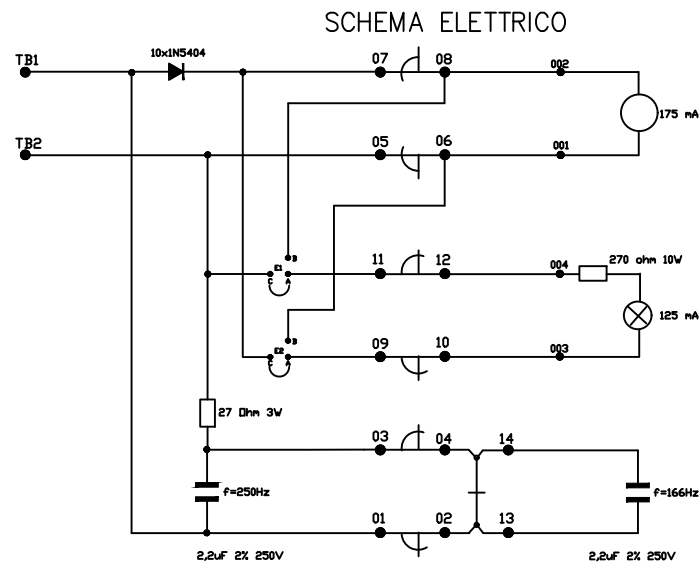 SCHEMA ELETTRICO
10x1N5404
TB1
07
08
002
175 mA
TB2
05
06
001
B
E1
C A
11
12
004
270 ohm 10W
125 mA
B
E2
C A
09
10
003
27 Ohm 3W
03
04
14
f=250Hz
f=166Hz
01
02
13
2,2uF 2% 250V
2,2uF 2% 250V